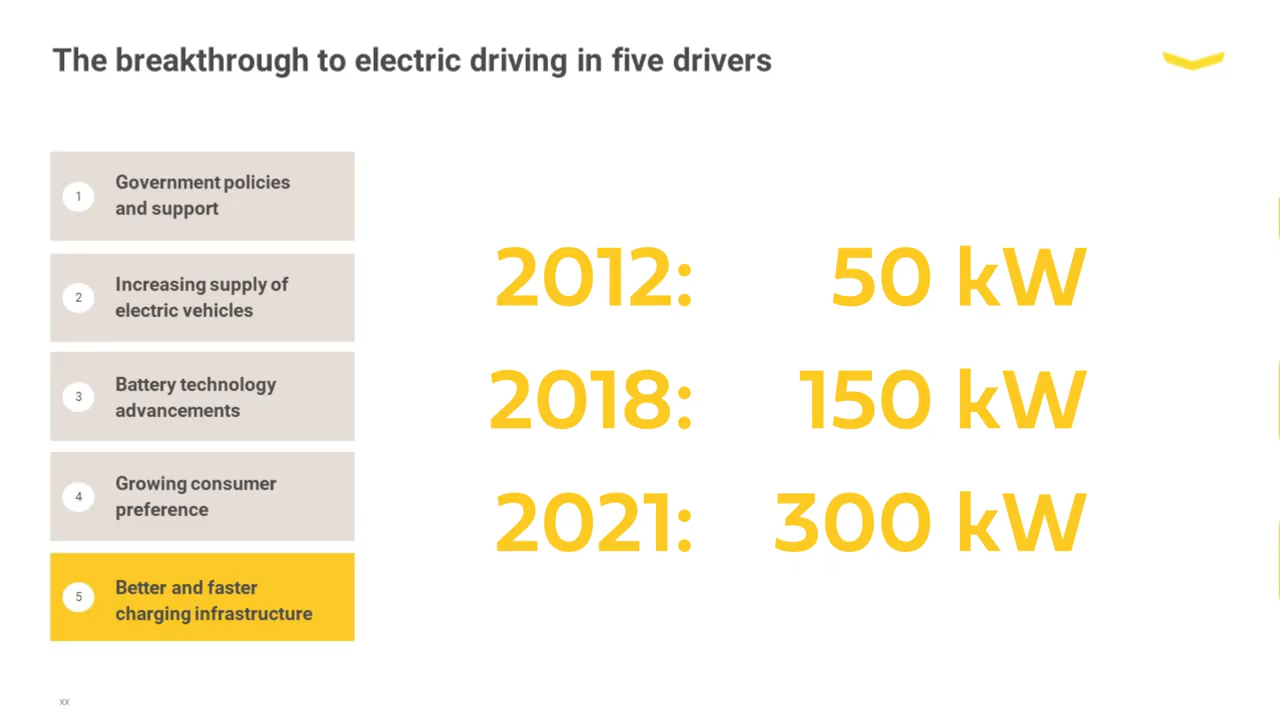 The breakthrough to electric driving in five drivers
1
Government policies
and support
2
Increasing supply of
electric vehicles
3
Battery technology
advancements
4
Growing consumer
preference
5
Better and faster
charging infrastructure
2012: 50 kW
2018: 150 kW
2021: 300 kW
xx